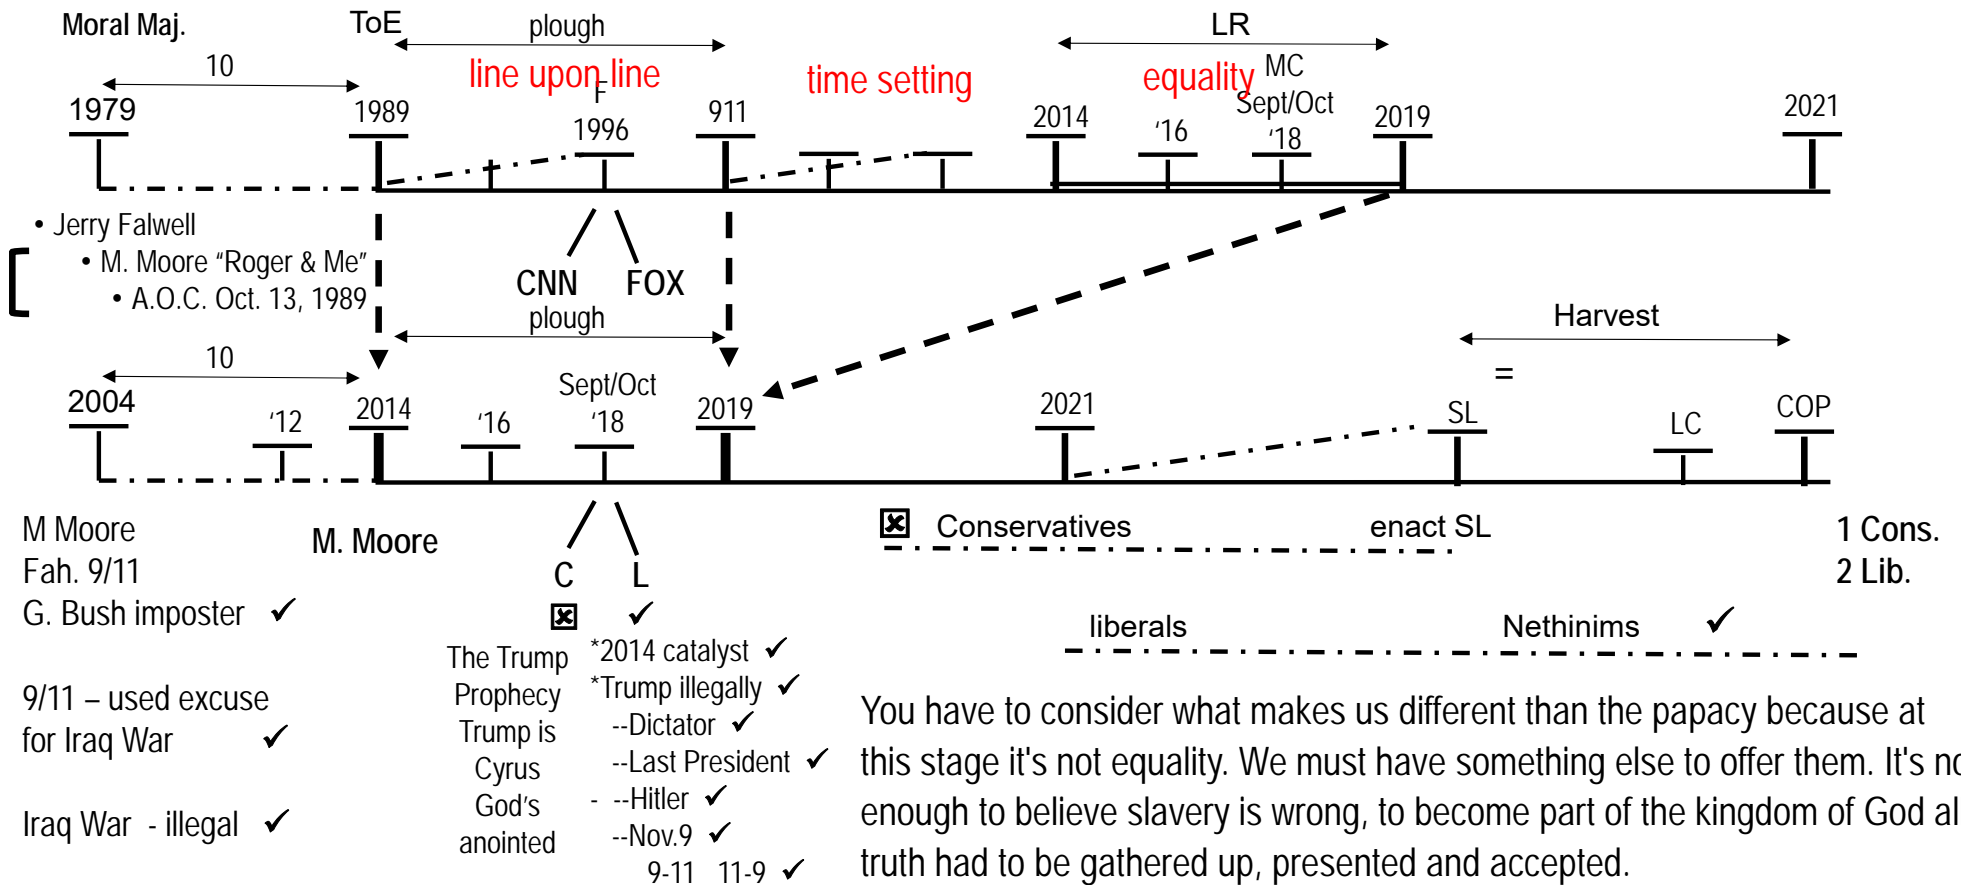 Moral Maj.
ToE
plough
LR
10
line upon line
time setting
equality
MC
F
Sept/Oct
1979
1989
1996
911
2014
'16
'18
2019
2021
• Jerry Falwell
• M. Moore “Roger & Me”
• A.O.C. Oct. 13, 1989
CNN FOX
plough
Harvest
10
=
Sept/Oct
2004
'12
2014
'16
'18
2019
2021
SL
LC
COP
M Moore
Fah. 9/11
G. Bush imposter ✓
9/11 – used excuse
for Iraq War ✓
Iraq War - illegal ✓
M. Moore
C L
☒ ✓
The Trump
Prophecy
Trump is
Cyrus
God's
anointed
*2014 catalyst ✓
*Trump illegally ✓
--Dictator ✓
--Last President ✓
- --Hitler ✓
--Nov.9 ✓
9-11 11-9 ✓
☒ Conservatives enact SL
1 Cons.
2 Lib.
liberals Nethinims ✓
You have to consider what makes us different than the papacy because at
this stage it's not equality. We must have something else to offer them. It's no
enough to believe slavery is wrong, to become part of the kingdom of God al
truth had to be gathered up, presented and accepted.